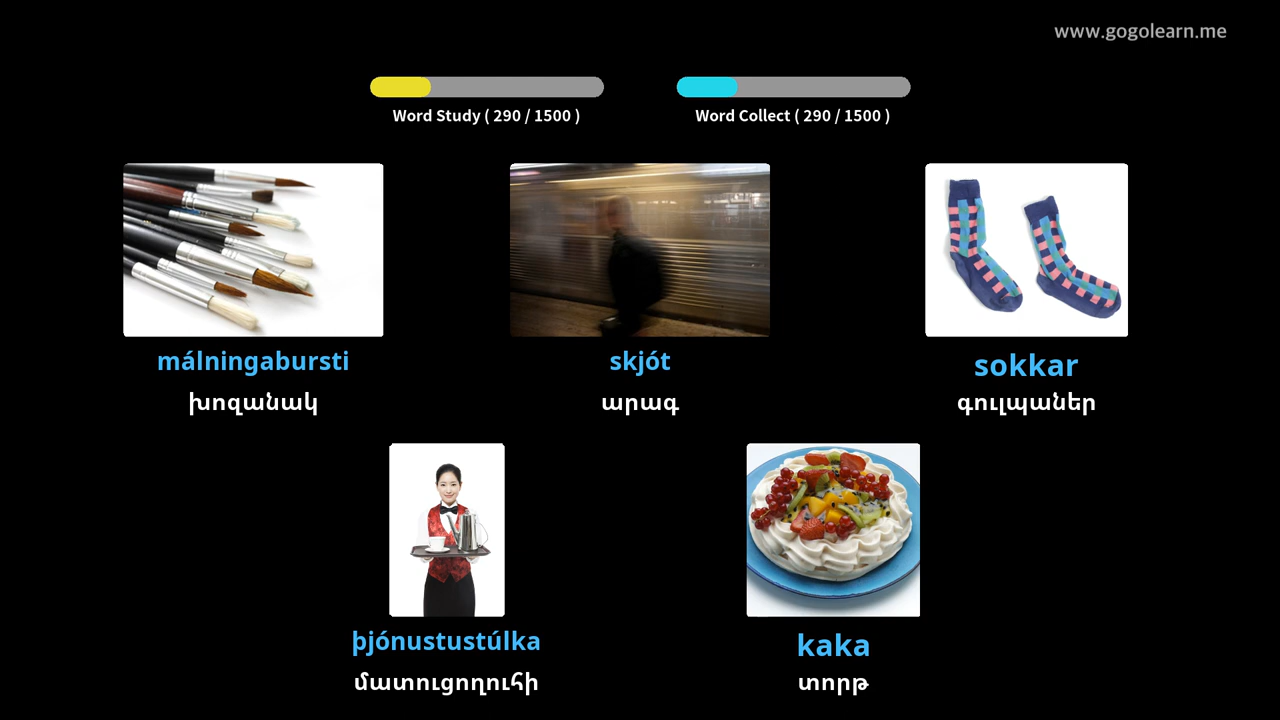 www.gogolearn.me
Word Study ( 290 / 1500 )
Word Collect ( 290 / 1500 )
málningabursti
skjót
sokkar
խոզանակ
արագ
գուլպաներ
þjónustustúlka
kaka
մատուցողուհի
տորթ